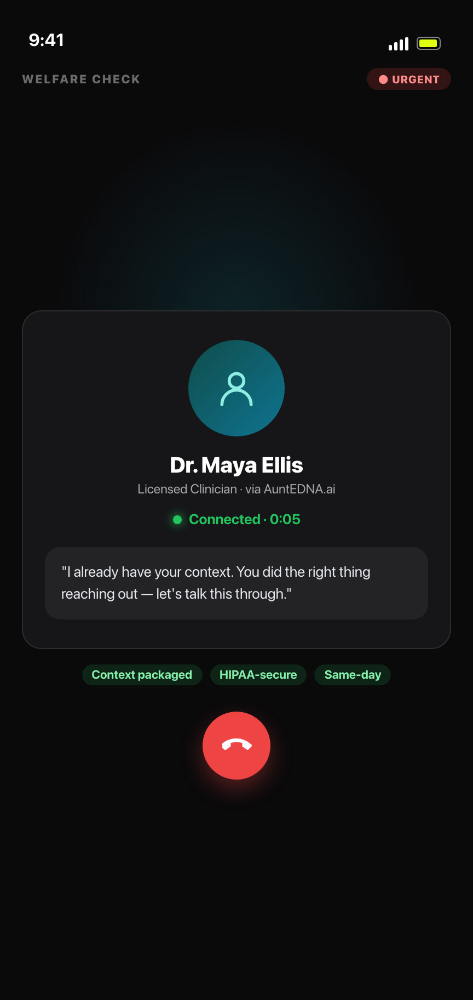 9:41
WELFARE CHECK
URGENT
Dr. Maya Ellis
Licensed Clinician · via AuntEDNA.ai
Connected · 0:05
"I already have your context. You did the right thing
reaching out — let's talk this through."
Context packaged
HIPAA-secure
Same-day